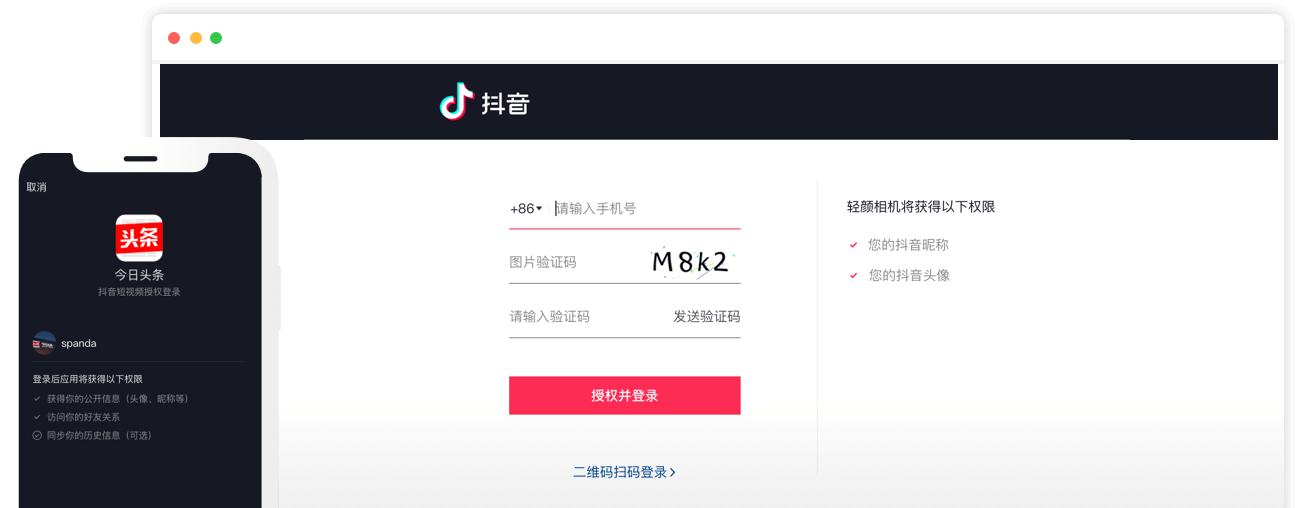 抖音
取消
头条
今日头条
抖音短视频授权登录
spanda
登录后应用将获得以下权限
获得你的公开信息（头像、昵称等）
访问你的好友关系
同步你的历史信息（可选）
+86
请输入手机号
图片验证码
M8k2
请输入验证码
发送验证码
授权并登录
二维码扫码登录
轻颜相机将获得以下权限
您的抖音昵称
您的抖音头像